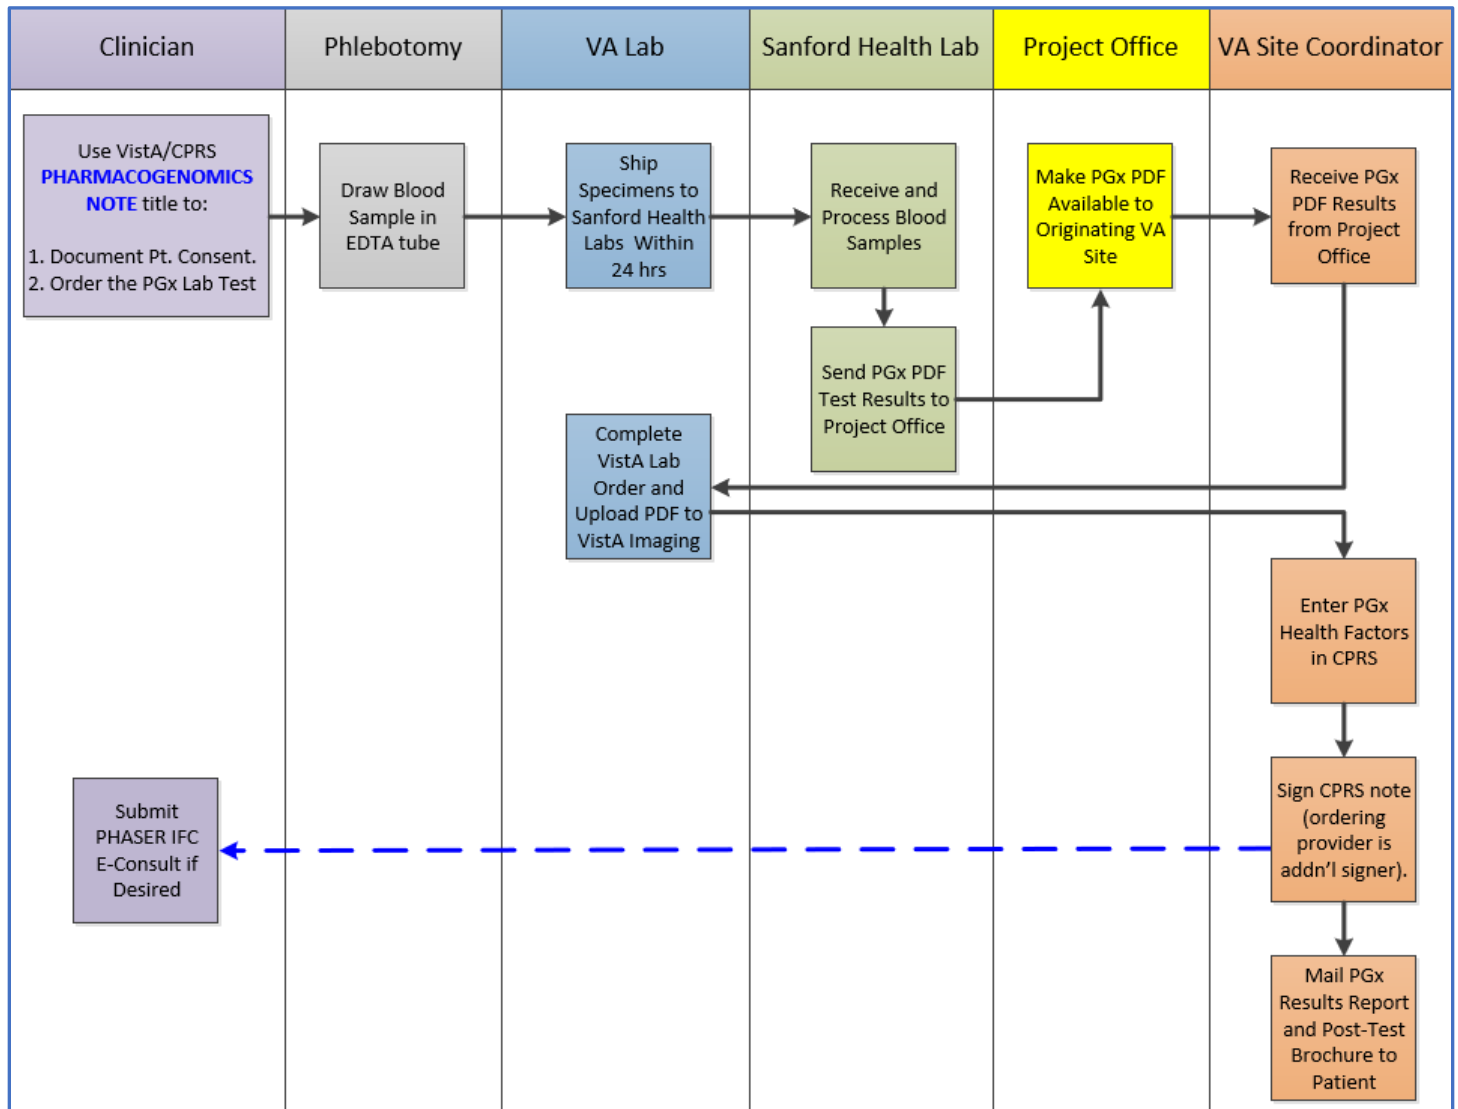 Clinician
Phlebotomy
VA Lab
Sanford Health Lab
Project Office
VA Site Coordinator
Use VistA/CPRS
PHARMACOGENOMICS
NOTE title to:
1. Document Pt. Consent.
2. Order the PGx Lab Test
Draw Blood
Sample in
EDTA tube
Ship
Specimens to
Sanford Health
Labs Within
24 hrs
Receive and
Process Blood
Samples
Make PGx PDF
Available to
Originating VA
Site
Receive PGx
PDF Results
from Project
Office
Send PGx PDF
Test Results to
Project Office
Complete
VistA Lab
Order and
Upload PDF to
VistA Imaging
Enter PGx
Health Factors
in CPRS
Submit
PHASER IFC
E-Consult if
Desired
Sign CPRS note
(ordering
provider is
addn’l signer).
Mail PGx
Results Report
and Post-Test
Brochure to
Patient